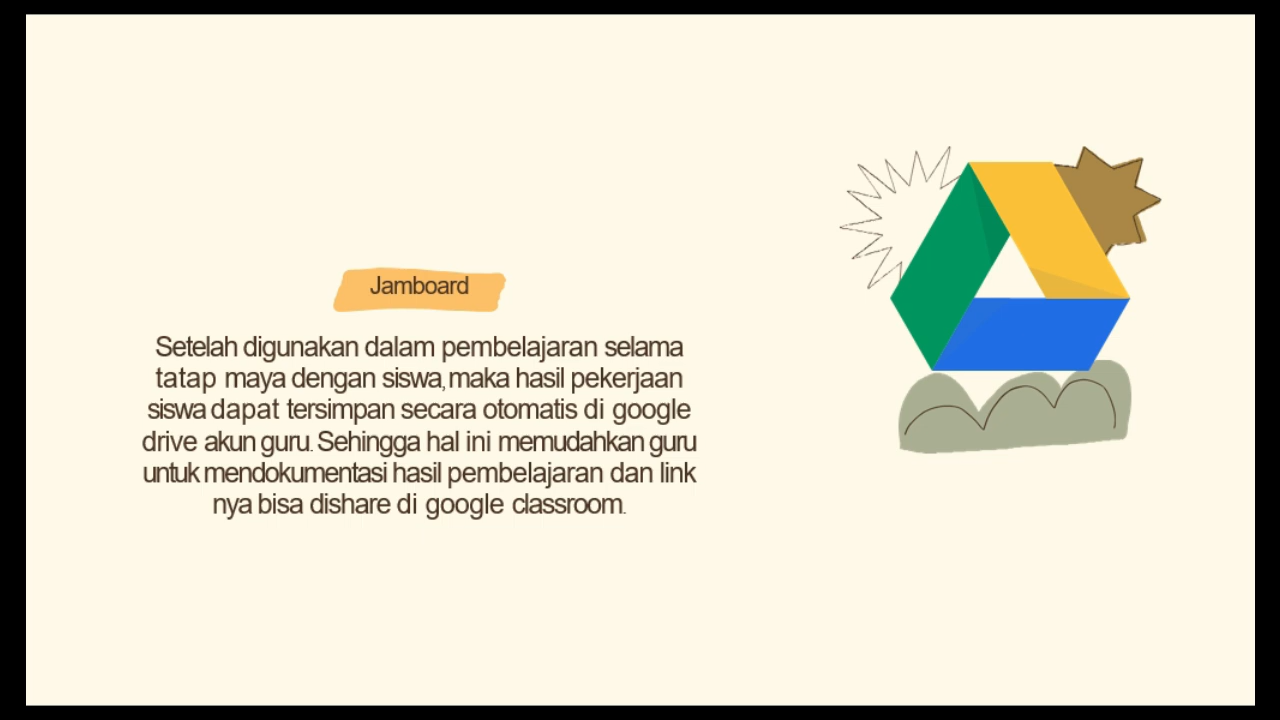 Jamboard
Setelah digunakan dalam pembelajaran selama
tatap maya dengan siswa, maka hasil pekerjaan
siswa dapat tersimpan secara otomatis di google
drive akun guru. Sehingga hal ini memudahkan guru
untuk mendokumentasi hasil pembelajaran dan link
nya bisa dishare di google classroom.